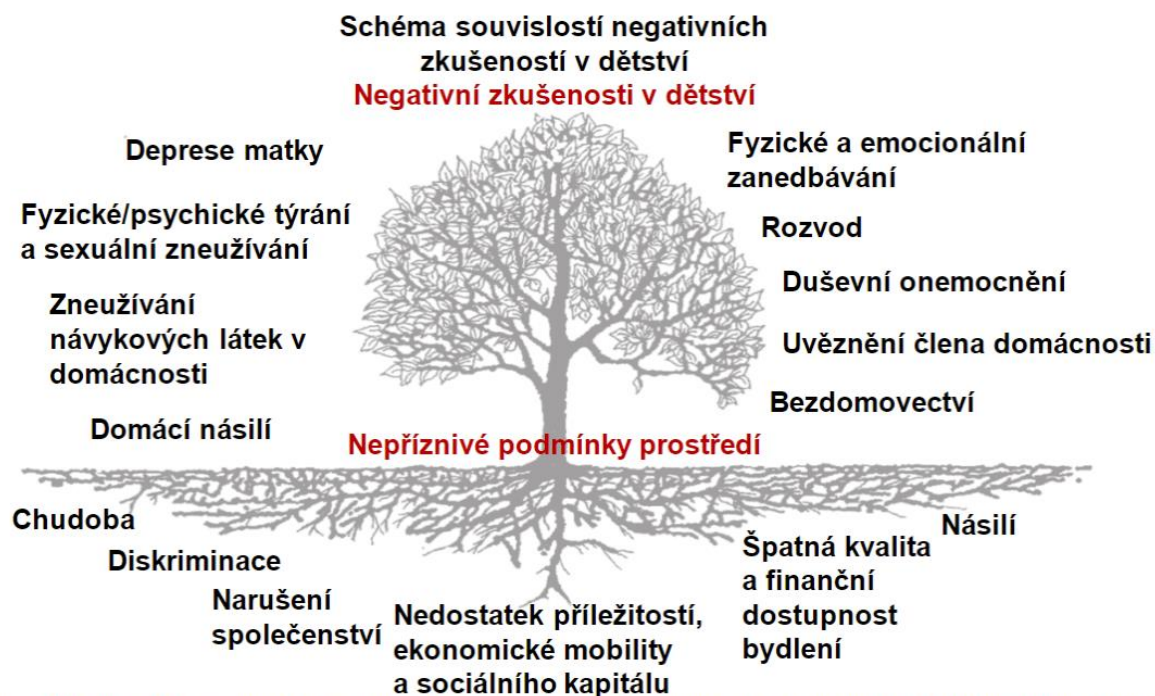 Schéma souvislostí negativních
zkušeností v dětství
Negativní zkušenosti v dětství
Deprese matky
Fyzické/psychické týrání
a sexuální zneužívání
Zneužívání
návykových látek v
domácnosti
Domácí násilí
Fyzické a emocionální
zanedbávání
Rozvod
Duševní onemocnění
Uvěznění člena domácnosti
Bezdomovectví
Nepříznivé podmínky prostředí
Chudoba
Diskriminace
Narušení
společenství
Nedostatek příležitostí,
ekonomické mobility
a sociálního kapitálu
Špatná kvalita
a finanční
dostupnost
bydlení
Násilí